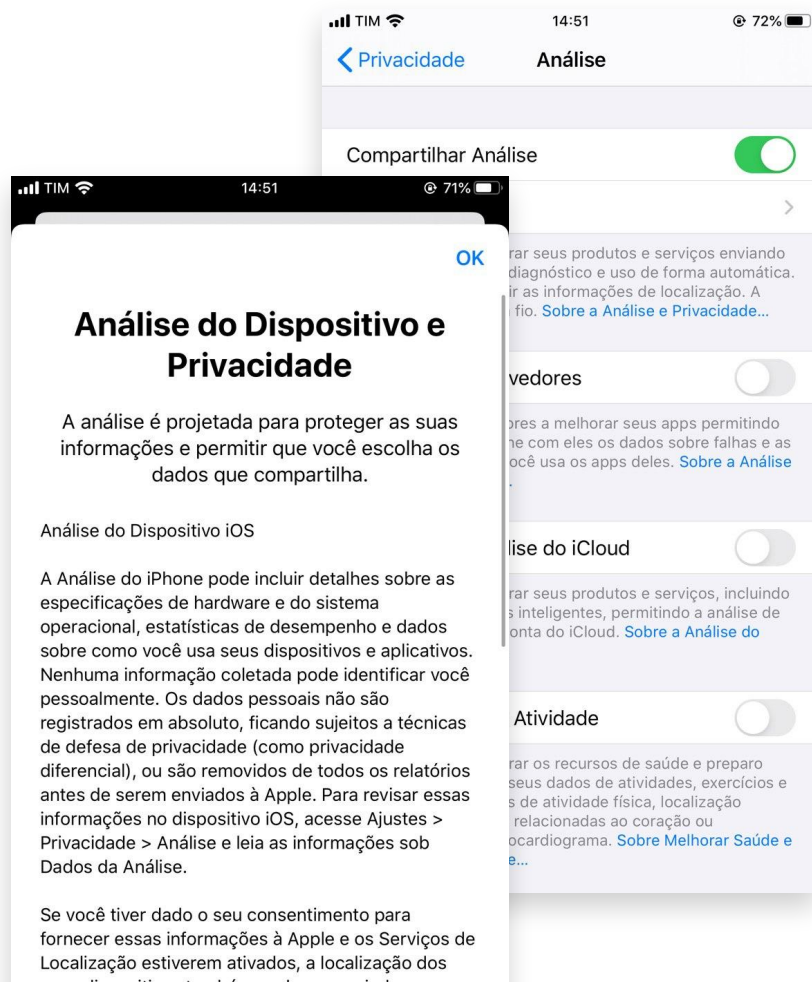 TIM 14:51 72%
Privacidade Análise
Compartilhar Análise
rar seus produtos e serviços enviando
diagnóstico e uso de forma automática.
ir as informações de localização. A
fio. Sobre a Análise e Privacidade...
vedores
ores a melhorar seus apps permitindo
he com eles os dados sobre falhas e as
ocê usa os apps deles. Sobre a Análise
.
lise do iCloud
rar seus produtos e serviços, incluindo
s inteligentes, permitindo a análise de
onta do iCloud. Sobre a Análise do
Atividade
rar os recursos de saúde e preparo
seus dados de atividades, exercícios e
s de atividade física, localização
relacionadas ao coração ou
ocardiograma. Sobre Melhorar Saúde e
e...
TIM 14:51 71%
OK
Análise do Dispositivo e
Privacidade
A análise é projetada para proteger as suas
informações e permitir que você escolha os
dados que compartilha.
Análise do Dispositivo iOS
A Análise do iPhone pode incluir detalhes sobre as
especificações de hardware e do sistema
operacional, estatísticas de desempenho e dados
sobre como você usa seus dispositivos e aplicativos.
Nenhuma informação coletada pode identificar você
pessoalmente. Os dados pessoais não são
registrados em absoluto, ficando sujeitos a técnicas
de defesa de privacidade (como privacidade
diferencial), ou são removidos de todos os relatórios
antes de serem enviados à Apple. Para revisar essas
informações no dispositivo iOS, acesse Ajustes >
Privacidade > Análise e leia as informações sob
Dados da Análise.
Se você tiver dado o seu consentimento para
fornecer essas informações à Apple e os Serviços de
Localização estiverem ativados, a localização dos